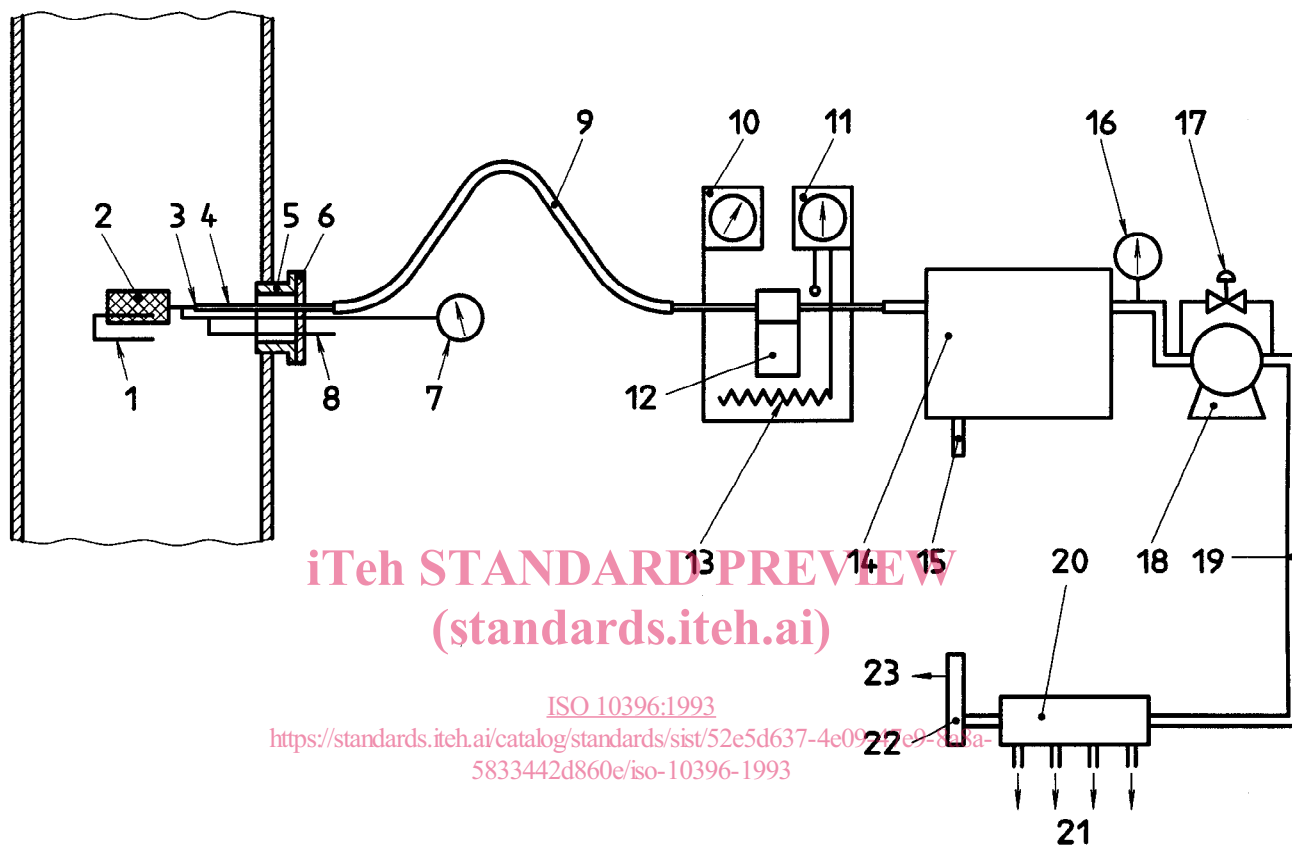 9 10 11 16 17
2 3 4 5 6
1 8 7 12
13 14 15 20 18 19
iTeh STANDARD PREVIEW
(standards.iteh.ai)
23
ISO 10396:1993
22
https://standards.iteh.ai/catalog/standards/sist/52e5d637-4e09-47e9-8a8a-
5833442d860e/iso-10396-1993
21